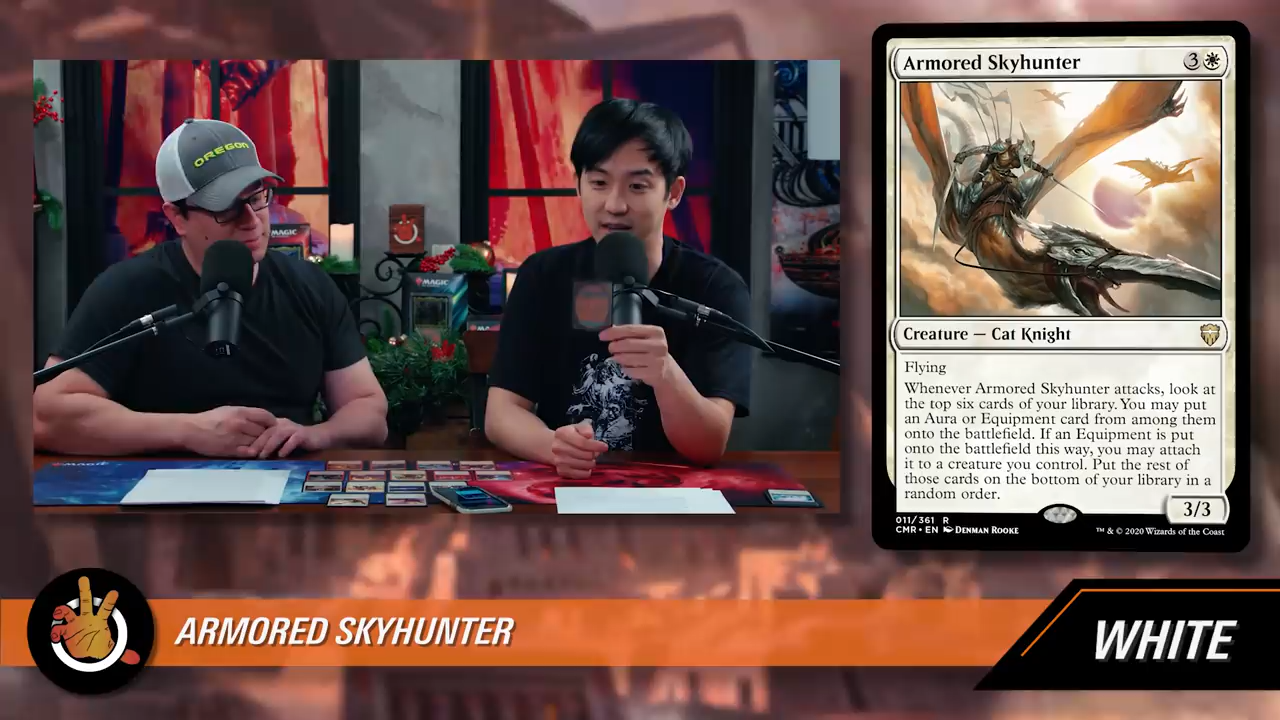 Armored Skyhunter 3
OREGON
MAGIC
MAGIC
MAGIC
Creature — Cat Knight
Flying
Whenever Armored Skyhunter attacks, look at
the top six cards of your library. You may put
an Aura or Equipment card from among them
onto the battlefield. If an Equipment is put
onto the battlefield this way, you may attach
it to a creature you control. Put the rest of
those cards on the bottom of your library in a
random order.
3/3
011/361 R
CMR • EN DENMAN ROOKE
™ & © 2020 Wizards of the Coast
ARMORED SKYHUNTER
WHITE